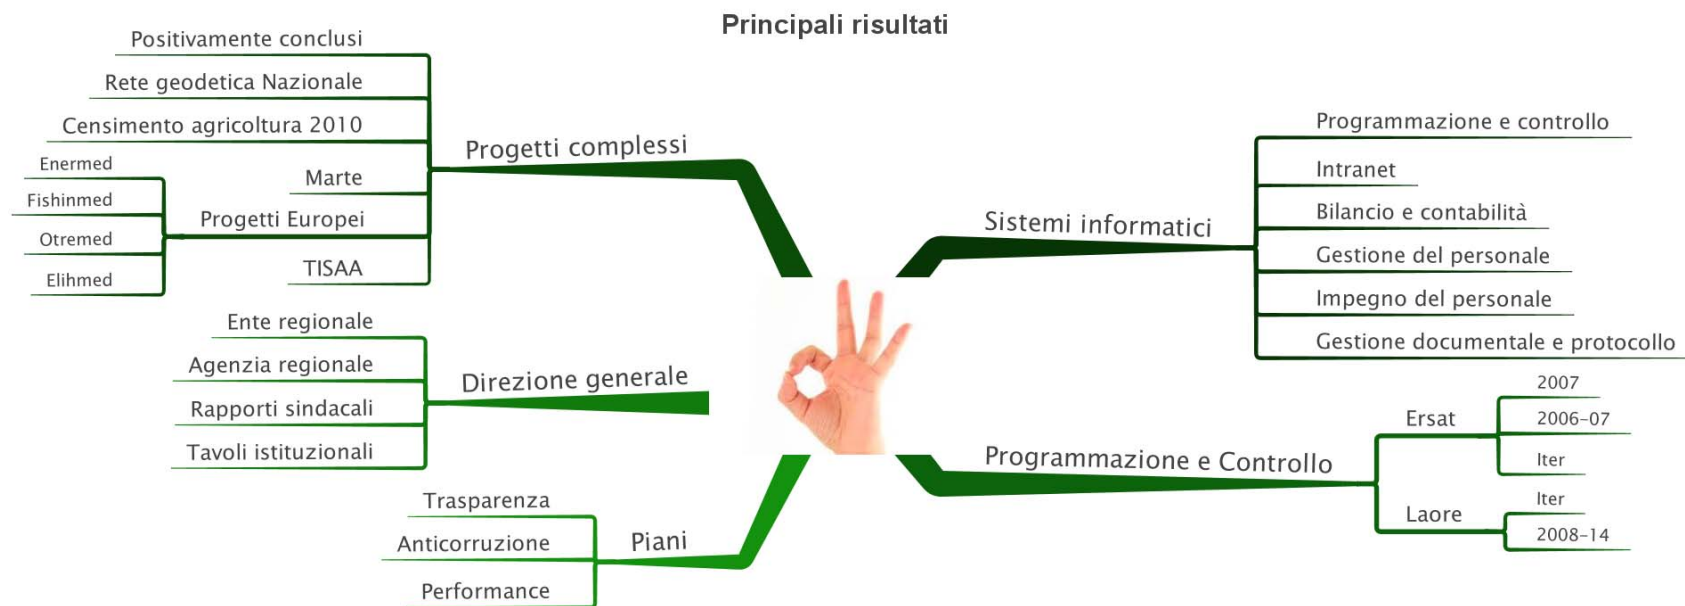 Principali risultati
Progetti complessi
Positivamente conclusi
Rete geodetica Nazionale
Censimento agricoltura 2010
Marte
Progetti Europei
Enermed
Fishinmed
Otremed
Elihmed
TISAA
Direzione generale
Ente regionale
Agenzia regionale
Rapporti sindacali
Tavoli istituzionali
Piani
Trasparenza
Anticorruzione
Performance
Sistemi informatici
Programmazione e controllo
Intranet
Bilancio e contabilità
Gestione del personale
Impegno del personale
Gestione documentale e protocollo
Programmazione e Controllo
Ersat
2007
2006-07
Iter
Laore
Iter
2008-14